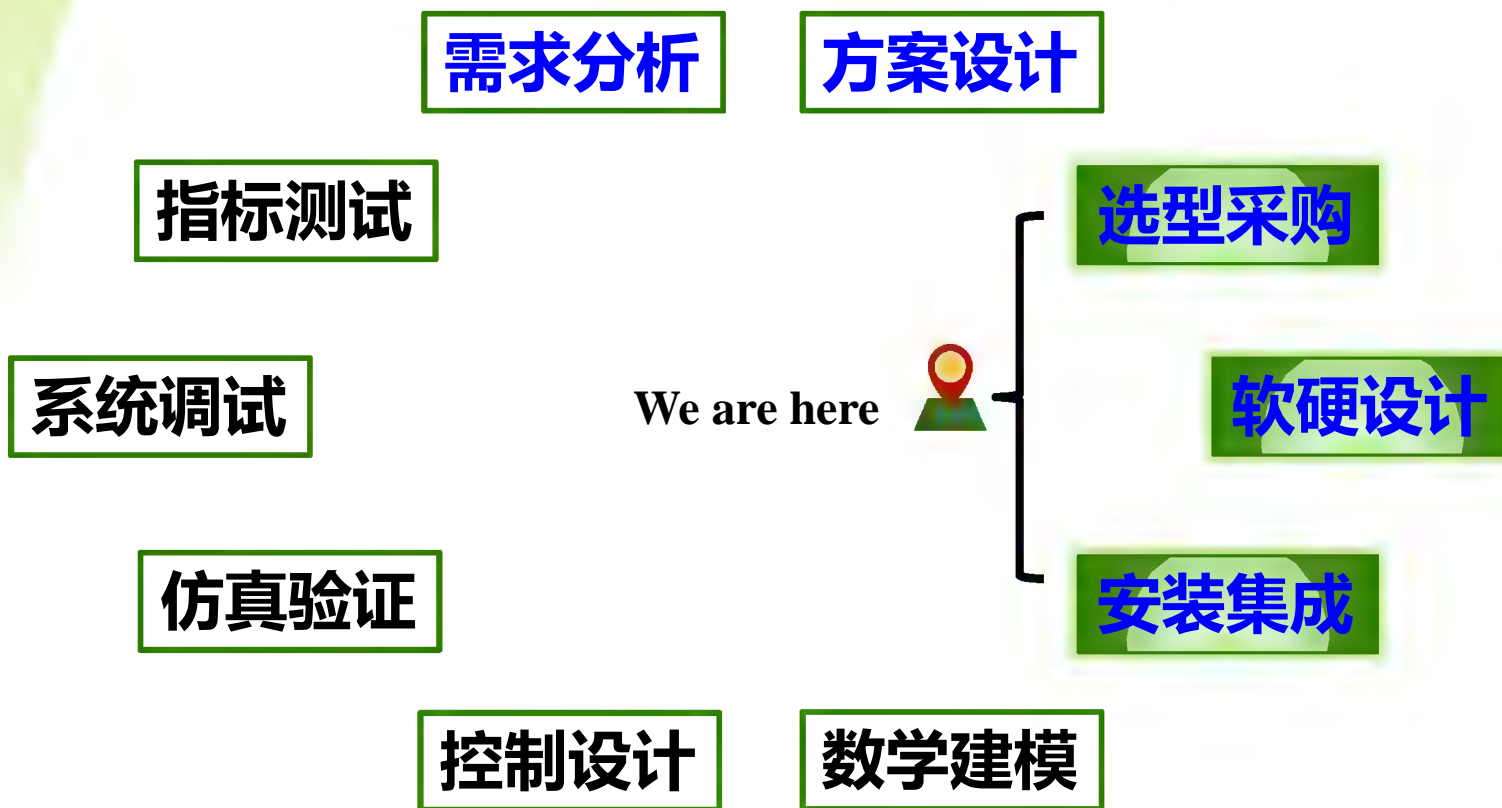 需求分析
方案设计
指标测试
选型采购
系统调试
We are here
软硬设计
仿真验证
安装集成
控制设计
数学建模